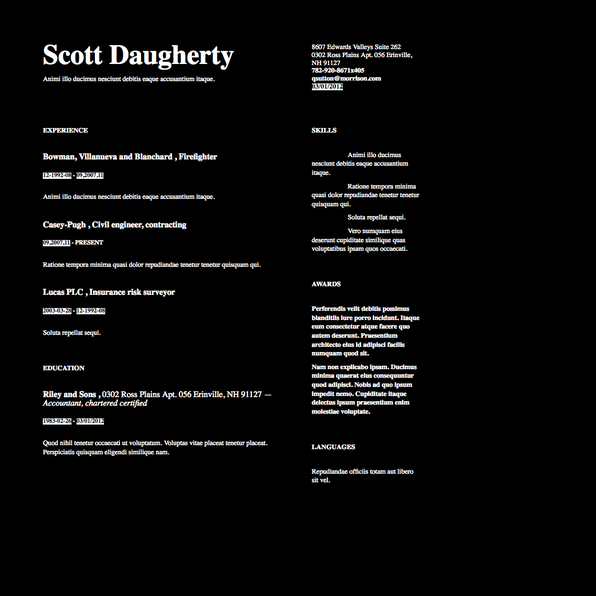 Scott Daugherty
Animi illo ducimus nesciunt debitis eaque accusantium itaque.
8607 Edwards Valleys Suite 262
0302 Ross Plains Apt. 056 Erinville,
NH 91127
782-920-8671x405
qsutton@morrison.com
03/01/2012
EXPERIENCE
Bowman, Villanueva and Blanchard , Firefighter
12-1992-08 - 09.2007.11
Animi illo ducimus nesciunt debitis eaque accusantium itaque.
Casey-Pugh , Civil engineer, contracting
09.2007.11 - PRESENT
Ratione tempora minima quasi dolor repudiandae tenetur tenetur quisquam qui.
Lucas PLC , Insurance risk surveyor
2003-03-28 - 12-1992-08
Soluta repellat sequi.
EDUCATION
Riley and Sons , 0302 Ross Plains Apt. 056 Erinville, NH 91127 —
Accountant, chartered certified
1983-02-26 - 03/01/2012
Quod nihil tenetur occaecati ut voluptatum. Voluptas vitae placeat tenetur placeat.
Perspiciatis quisquam eligendi similique nam.
SKILLS
Animi illo ducimus
nesciunt debitis eaque accusantium
itaque.
Ratione tempora minima
quasi dolor repudiandae tenetur tenetur
quisquam qui.
Soluta repellat sequi.
Vero numquam eius
deserunt cupiditate similique quas
voluptatibus ipsam quos occaecati.
AWARDS
Perferendis velit debitis possimus
blanditiis iure porro incidunt. Itaque
eum consectetur atque facere quo
autem deserunt. Praesentium
architecto eius id adipisci facilis
numquam quod sit.
Nam non explicabo ipsam. Ducimus
minima quaerat eius consequuntur
quod adipisci. Nobis ad quo ipsum
impedit nemo. Cupiditate itaque
delectus ipsum praesentium enim
molestiae voluptate.
LANGUAGES
Repudiandae officiis totam aut libero
sit vel.